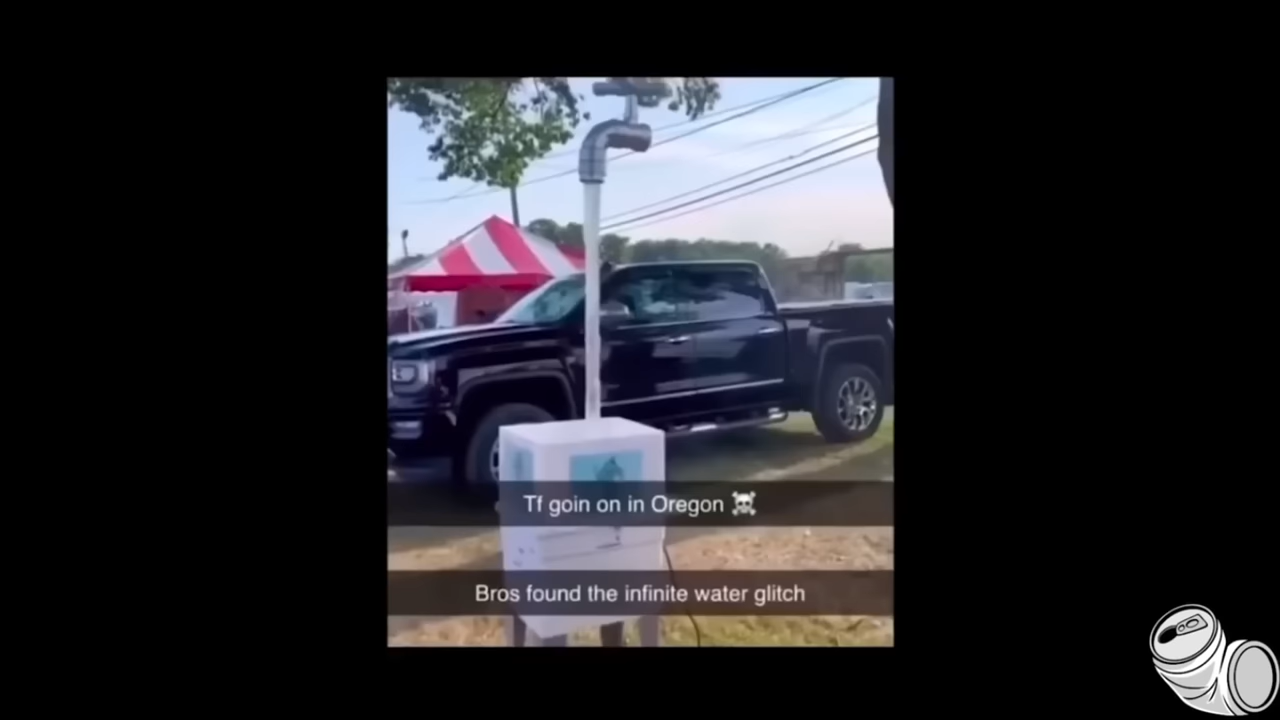 Tf goin on in Oregon ☠️
Bros found the infinite water glitch